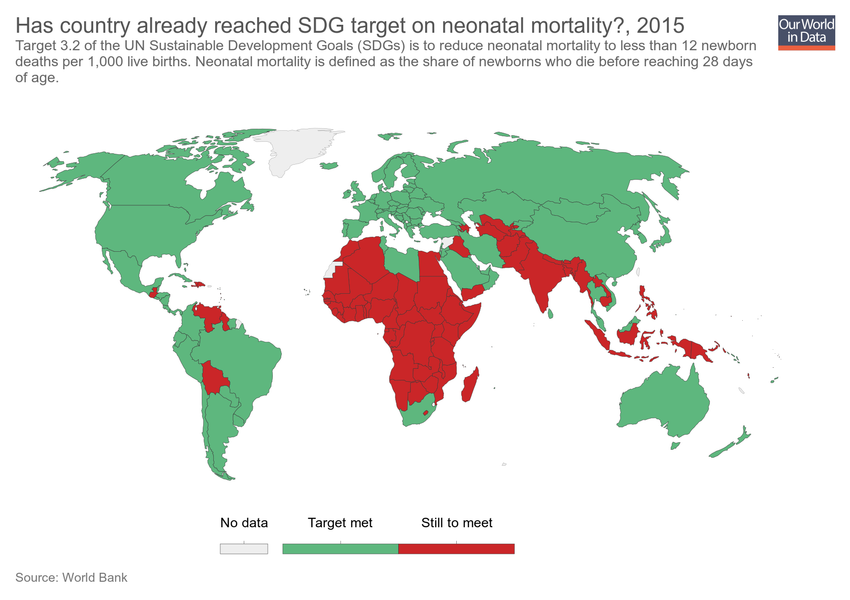 Has country already reached SDG target on neonatal mortality?, 2015
Our World
in Data
Target 3.2 of the UN Sustainable Development Goals (SDGs) is to reduce neonatal mortality to less than 12 newborn
deaths per 1,000 live births. Neonatal mortality is defined as the share of newborns who die before reaching 28 days
of age.
No data
Target met
Still to meet
Source: World Bank